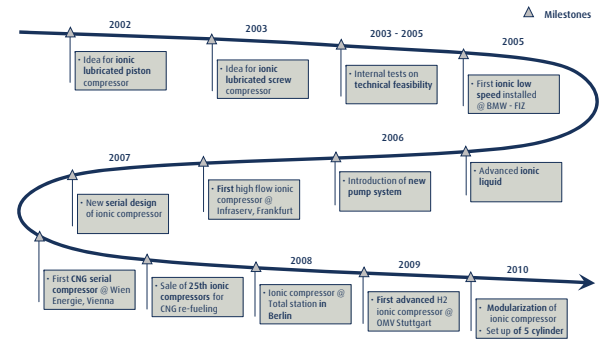 Milestones
2002
2003
2003 - 2005
2005
• Idea for ionic
lubricated piston
compressor
• Idea for ionic
lubricated screw
compressor
• Internal tests on
technical feasibility
• First ionic low
speed installed
@ BMW - FIZ
2007
2006
• New serial design
of ionic compressor
• First high flow ionic
compressor @
Infraserv, Frankfurt
• Introduction of new
pump system
• Advanced ionic
liquid
2008
2009
2010
• First CNG serial
compressor @ Wien
Energie, Vienna
• Sale of 25th ionic
compressors for
CNG re-fueling
• Ionic compressor @
Total station in
Berlin
• First advanced H2
ionic compressor @
OMV Stuttgart
• Modularization of
ionic compressor
• Set up of 5 cylinder